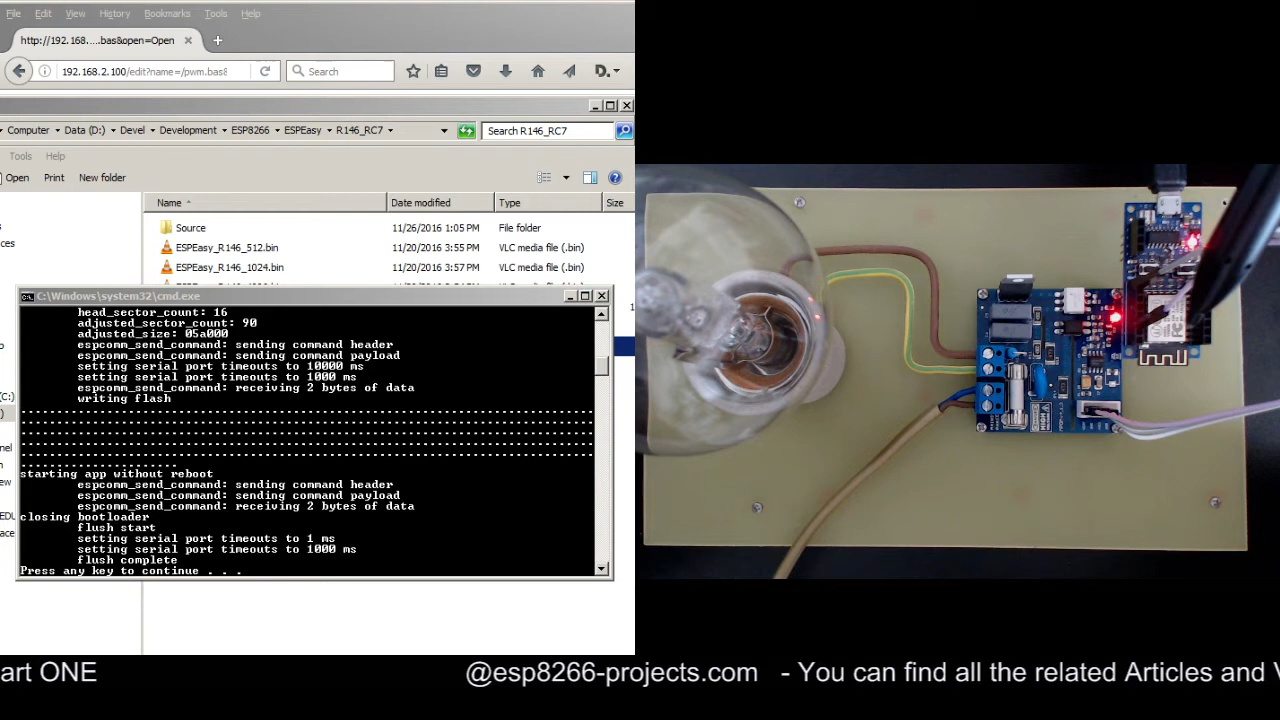 File Edit View History Bookmarks Tools Help
http://192.168....bas&open=Open
192.168.2.100/edit?name=/pwm.bas&
Search
D.
Computer Data (D:) Devel Development ESP8266 ESPEasy R146_RC7
Search R146_RC7
Tools Help
Open Print New folder
Name Date modified Type Size
Source 11/26/2016 1:05 PM File folder
ESPEasy_R146_512.bin 11/20/2016 3:55 PM VLC media file (.bin)
ESPEasy_R146_1024.bin 11/20/2016 3:57 PM VLC media file (.bin)
C:\Windows\system32\cmd.exe
head_sector_count: 16
adjusted_sector_count: 90
adjusted_size: 05a000
espcomm_send_command: sending command header
espcomm_send_command: sending command payload
setting serial port timeouts to 10000 ms
setting serial port timeouts to 1000 ms
espcomm_send_command: receiving 2 bytes of data
writing flash
starting app without reboot
espcomm_send_command: sending command header
espcomm_send_command: sending command payload
espcomm_send_command: receiving 2 bytes of data
closing bootloader
flush start
setting serial port timeouts to 1 ms
setting serial port timeouts to 1000 ms
flush complete
Press any key to continue . . .
art ONE @esp8266-projects.com - You can find all the related Articles and V